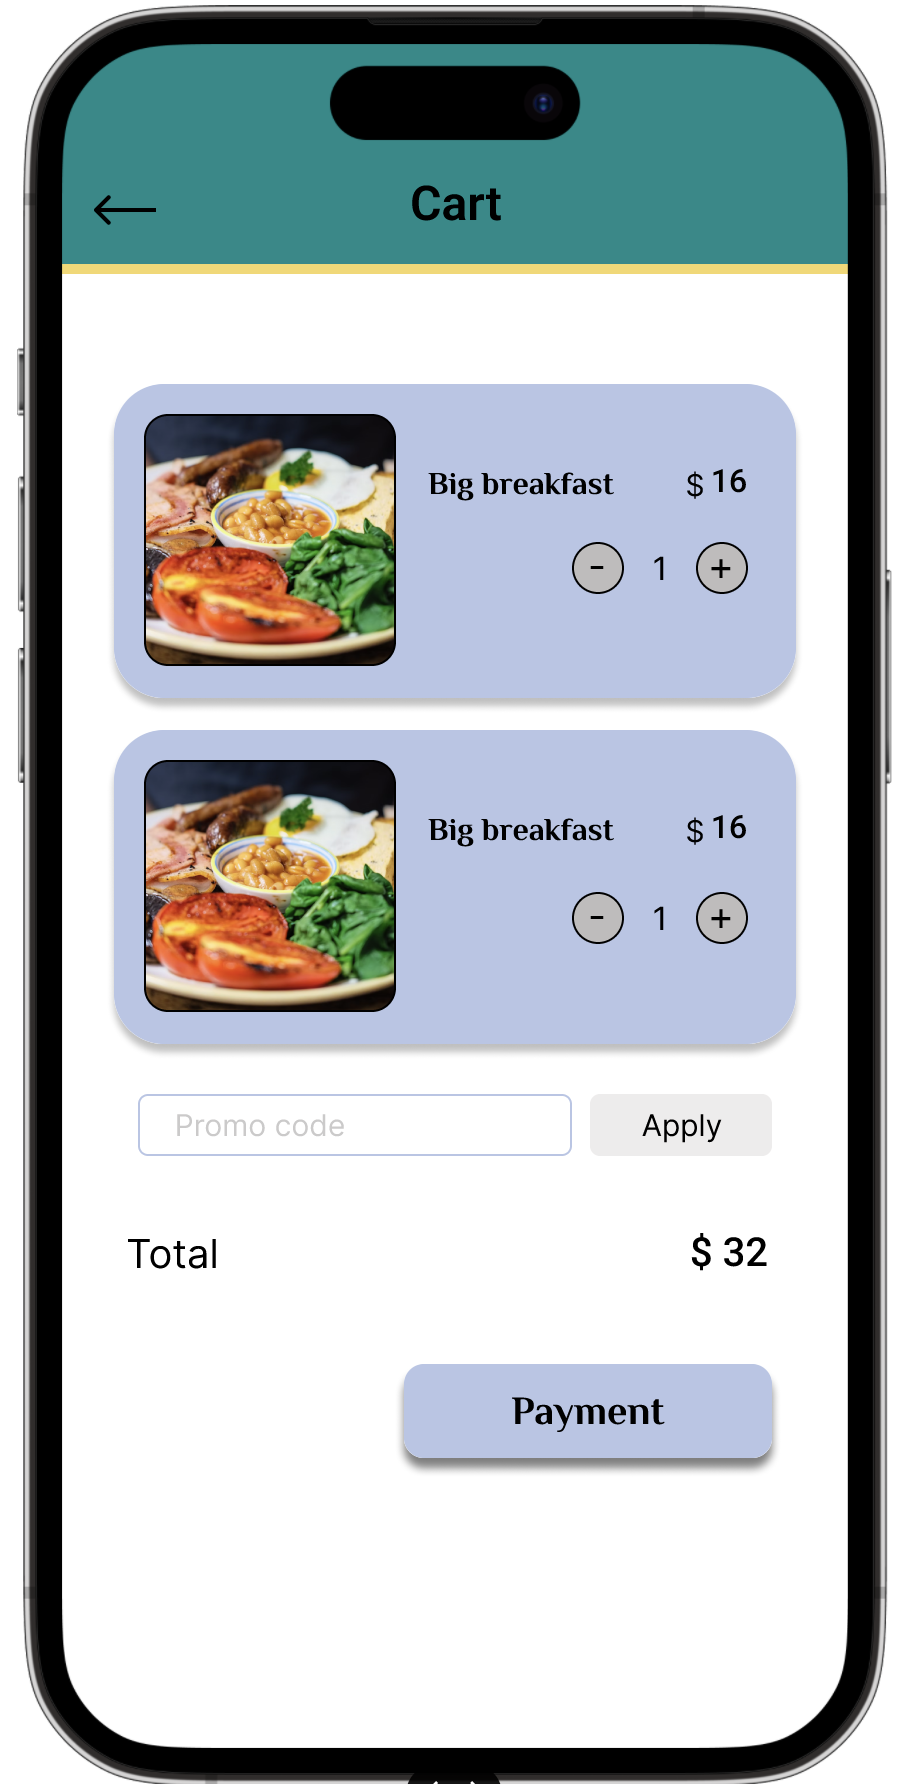 Cart
Big breakfast $ 16
- 1 +
Big breakfast $ 16
- 1 +
Promo code Apply
Total $ 32
Payment